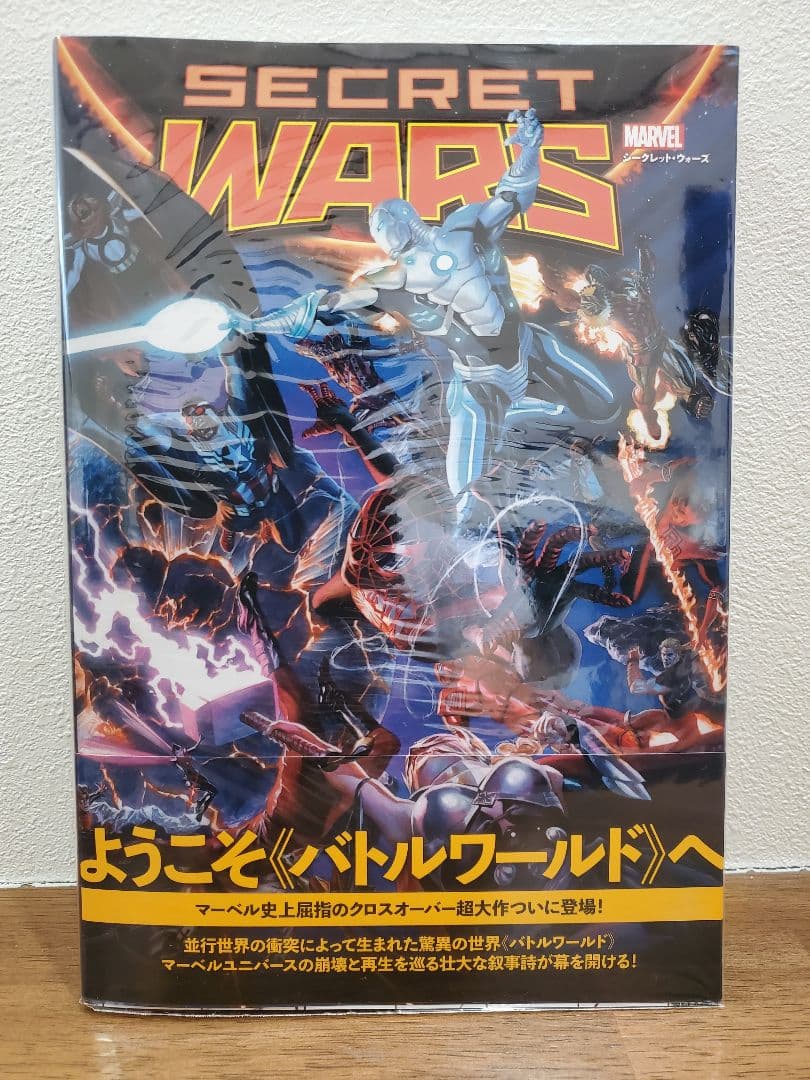 SECRET
WARS
MARVEL
シークレット・ウォーズ
ようこそ《バトルワールド》へ
マーベル史上屈指のクロスオーバー超大作ついに登場!
並行世界の衝突によって生まれた驚異の世界《バトルワールド》
マーベルユニバースの崩壊と再生を巡る壮大な叙事詩が幕を開ける!